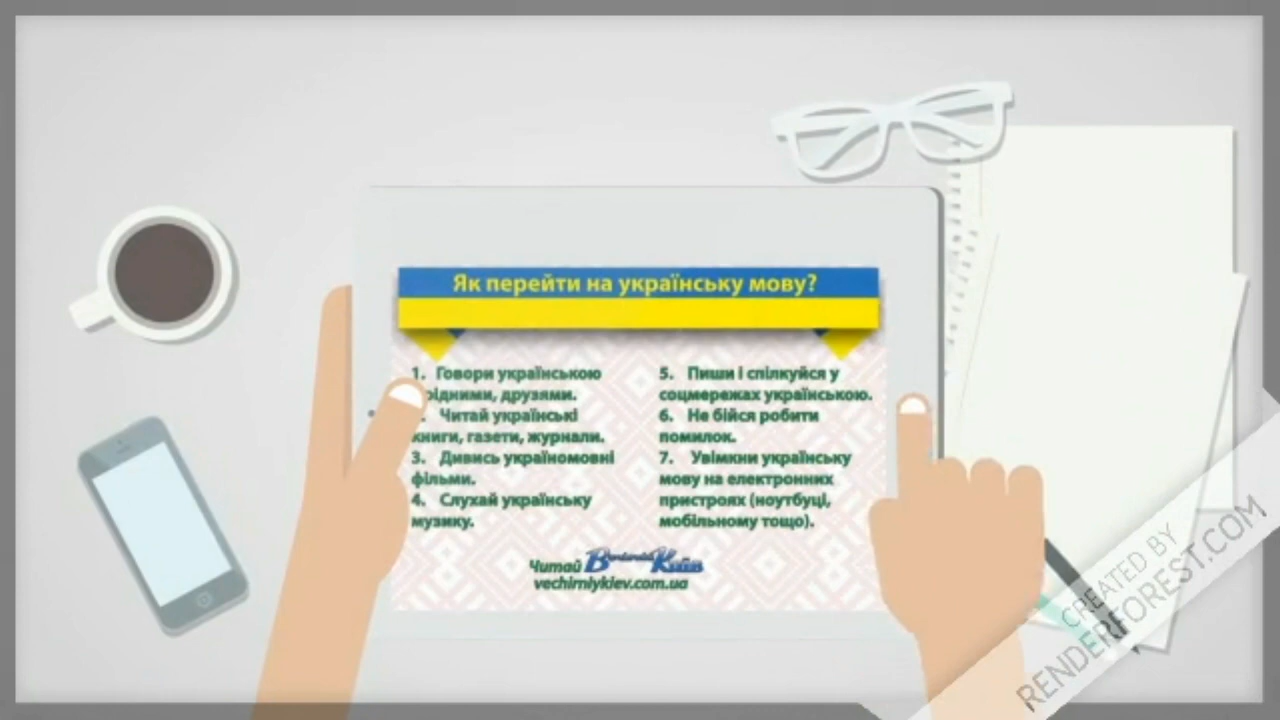 Як перейти на українську мову?
1. Говори українською
рідними, друзями.
Читай українські
книги, газети, журнали.
3. Дивись україномовні
фільми.
4. Слухай українську
музику.
5. Пиши і спілкуйся у
соцмережах українською.
6. Не бійся робити
помилок.
7. Увімкни українську
мову на електронних
пристроях (ноутбуці,
мобільному тощо).
Читай Вечірній Київ
vechirniykiev.com.ua
CREATED BY
RENDERFOREST.COM